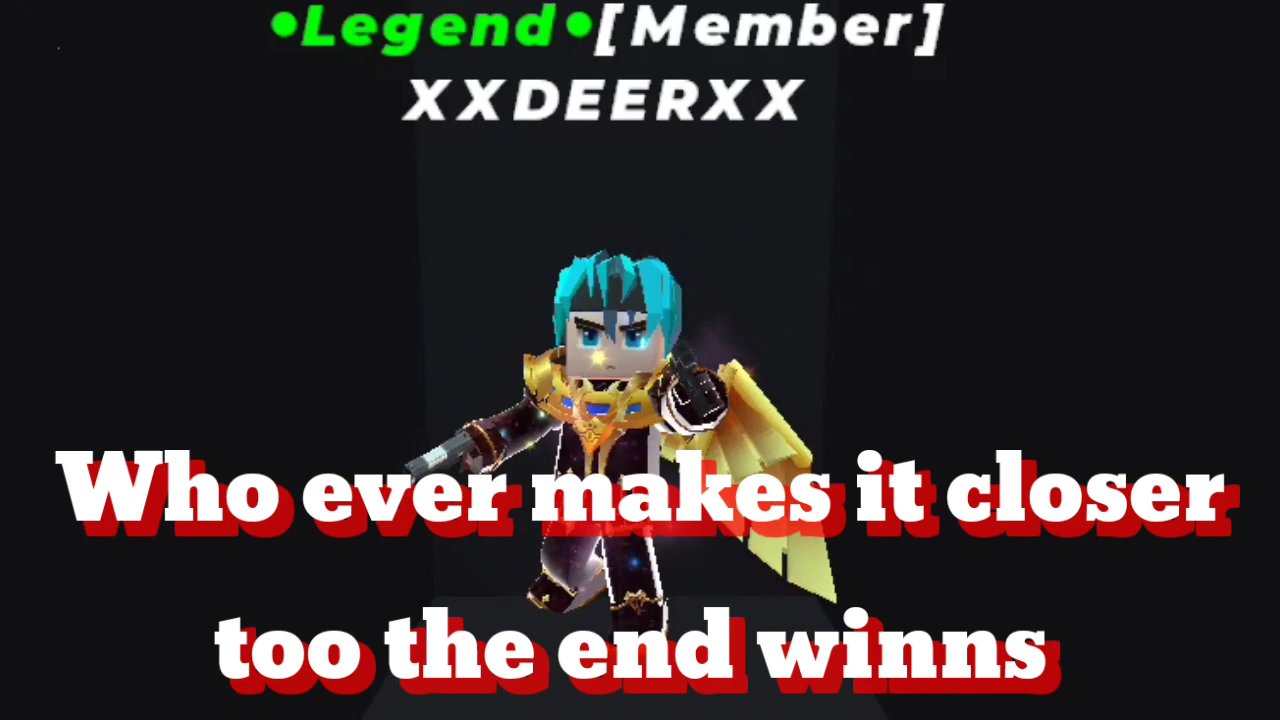 •Legend•[Member]
XXDEERXX
Who ever makes it closer
too the end winns